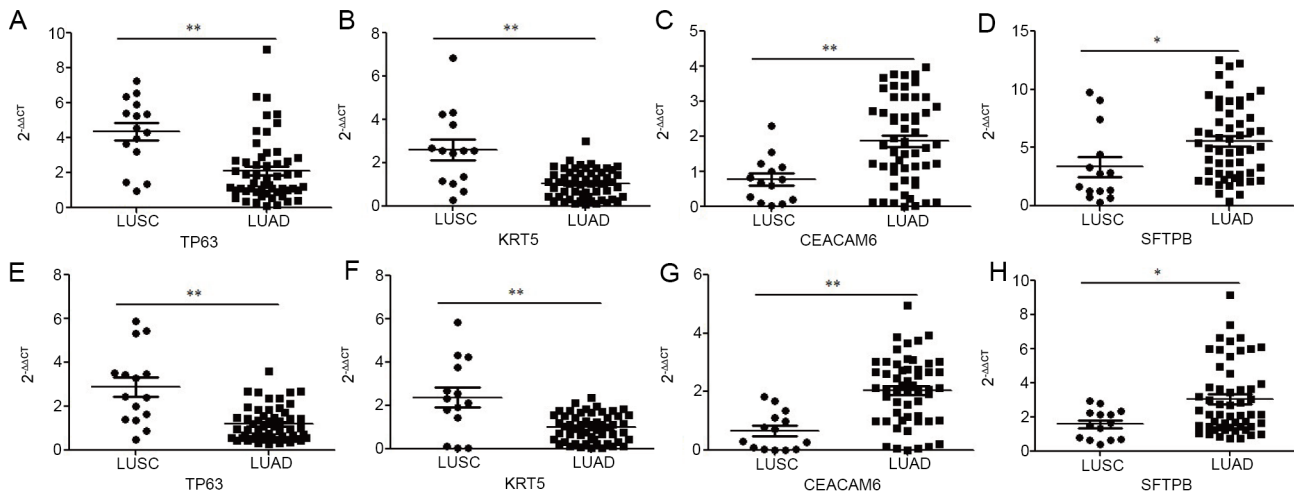 A
**
10
8
6
4
2
0
2-ΔΔCT
LUSC LUAD
TP63
B
**
8
6
4
2
0
2-ΔΔCT
LUSC LUAD
KRT5
C
**
5
4
3
2
1
0
2-ΔΔCT
LUSC LUAD
CEACAM6
D
*
15
10
5
0
2-ΔΔCT
LUSC LUAD
SFTPB
E
**
8
6
4
2
0
2-ΔΔCT
LUSC LUAD
TP63
F
**
8
6
4
2
0
2-ΔΔCT
LUSC LUAD
KRT5
G
**
6
4
2
0
2-ΔΔCT
LUSC LUAD
CEACAM6
H
*
10
8
6
4
2
0
2-ΔΔCT
LUSC LUAD
SFTPB